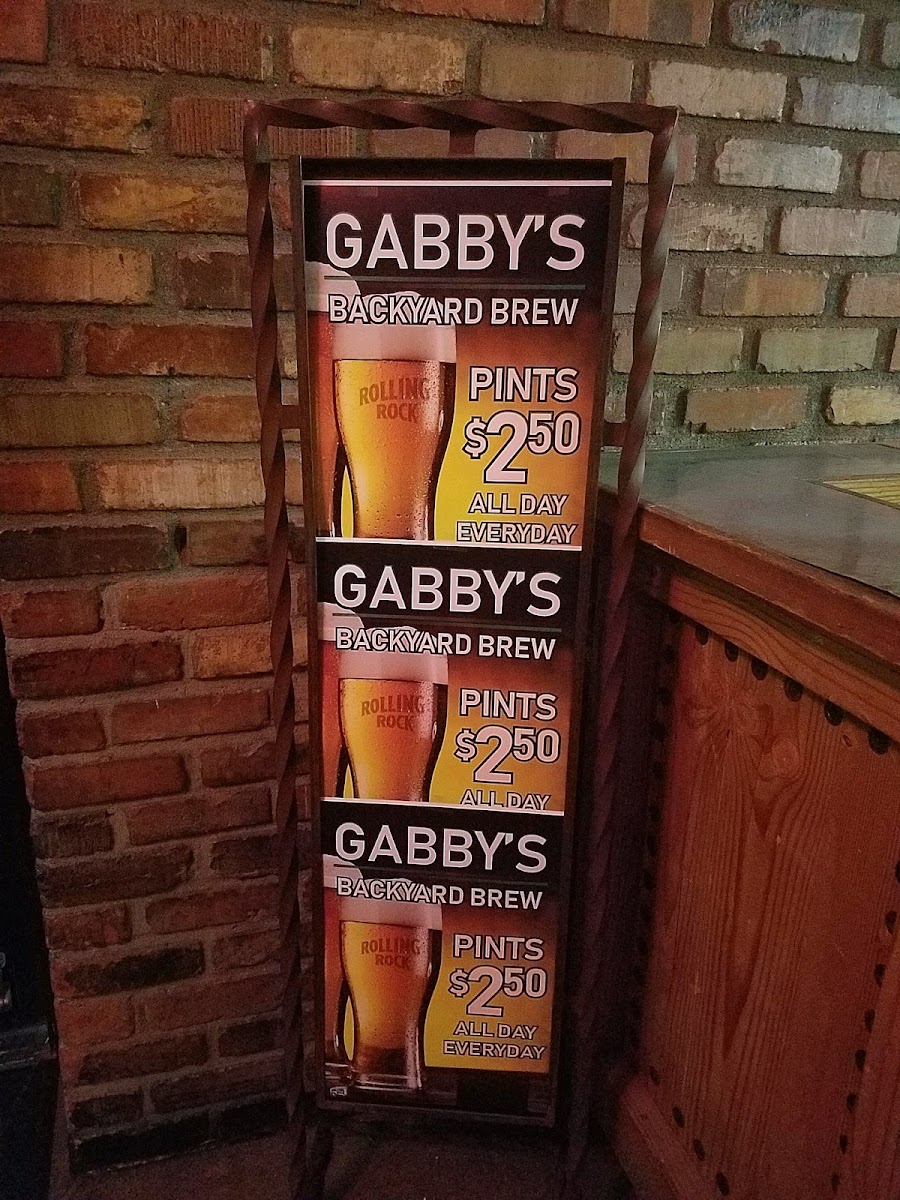 GABBY'S
BACKYARD BREW
ROLLING
ROCK
PINTS
$2.50
ALL DAY
EVERYDAY
GABBY'S
BACKYARD BREW
ROLLING
ROCK
PINTS
$2.50
ALL DAY
GABBY'S
BACKYARD BREW
ROLLING
ROCK
PINTS
$2.50
ALL DAY
EVERYDAY